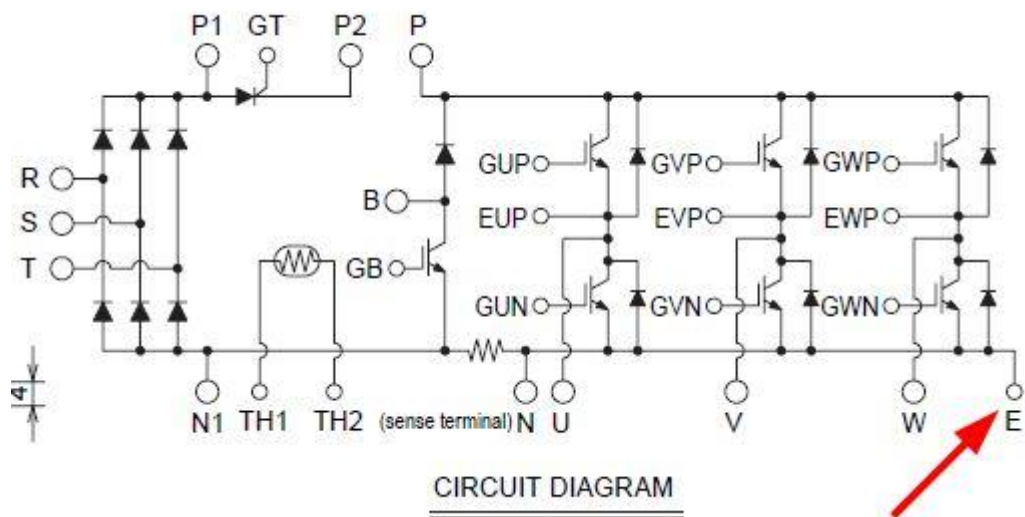 P1 GT P2 P
R
S
T
B
GB
GUP
EUP
GUN
GVP
EVP
GVN
GWP
EWP
GWN
4
N1 TH1 TH2 (sense terminal) N U V W E
CIRCUIT DIAGRAM